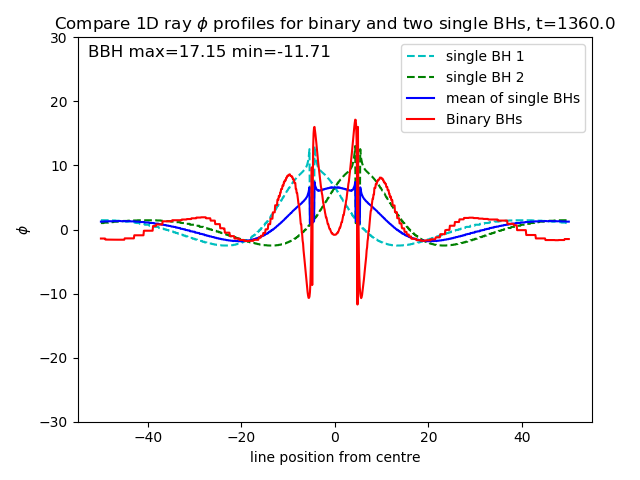 Compare 1D ray ϕ profiles for binary and two single BHs, t=1360.0
BBH max=17.15 min=-11.71
single BH 1
single BH 2
mean of single BHs
Binary BHs
30
20
10
0
−10
−20
−30
ϕ
−40
−20
0
20
40
line position from centre